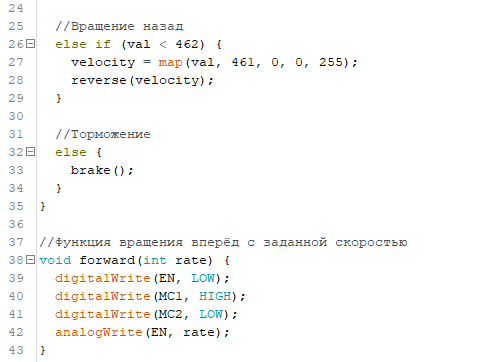 24
25 //Вращение назад
26 else if (val < 462) {
27 velocity = map(val, 461, 0, 0, 255);
28 reverse(velocity);
29 }
30
31 //Торможение
32 else {
33 brake();
34 }
35 }
36
37 //Функция вращения вперёд с заданной скоростью
38 void forward(int rate) {
39 digitalWrite(EN, LOW);
40 digitalWrite(MC1, HIGH);
41 digitalWrite(MC2, LOW);
42 analogWrite(EN, rate);
43 }